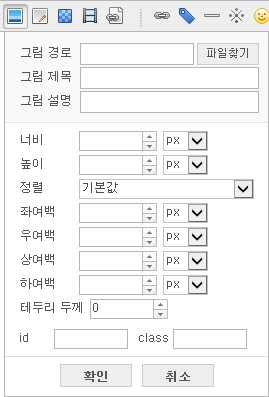 그림 경로 파일찾기
그림 제목
그림 설명
너비 px
높이 px
정렬 기본값
좌여백 px
우여백 px
상여백 px
하여백 px
테두리 두께 0
id class
확인 취소